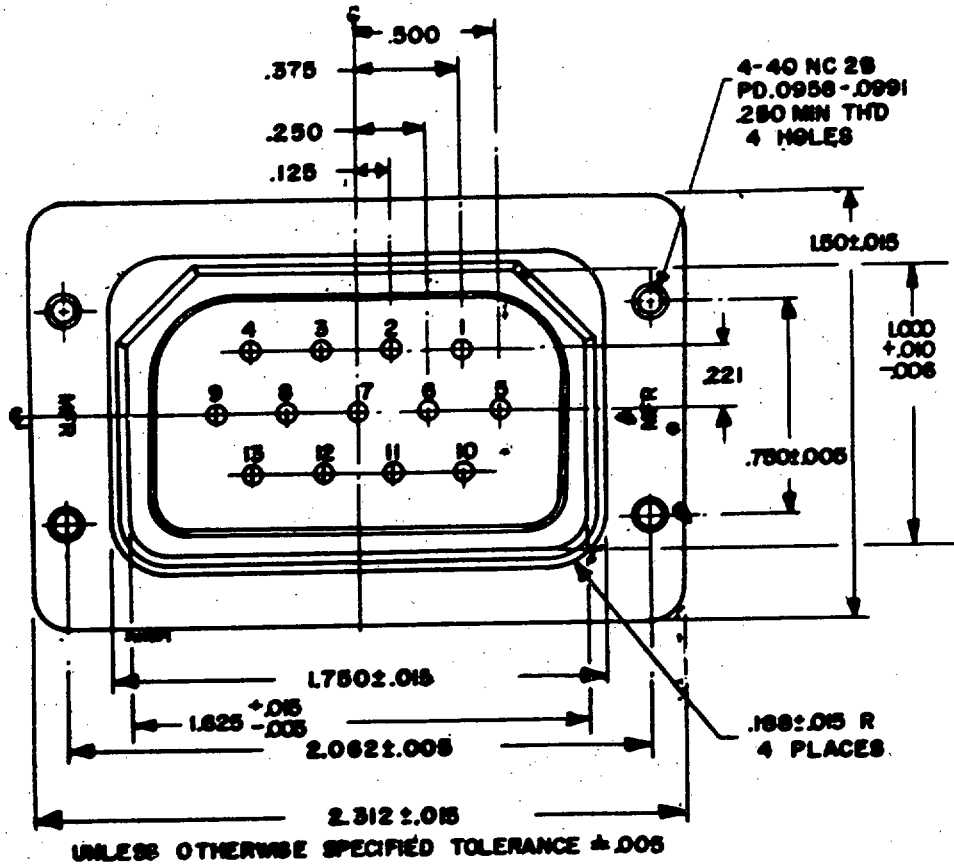 .500
.375
.250
.125
4-40 NC 2B
PD.0958-.0991
.250 MIN THD
4 HOLES
1.50±.015
1.000
+.010
-.006
.221
.750±.005
4 3 2 1
9 8 7 6 5
13 12 11 10
MFR
MFR
1.750±.015
1.625 +.015
-.005
2.062±.005
2.312±.015
.188±.015 R
4 PLACES
UNLESS OTHERWISE SPECIFIED TOLERANCE ±.005